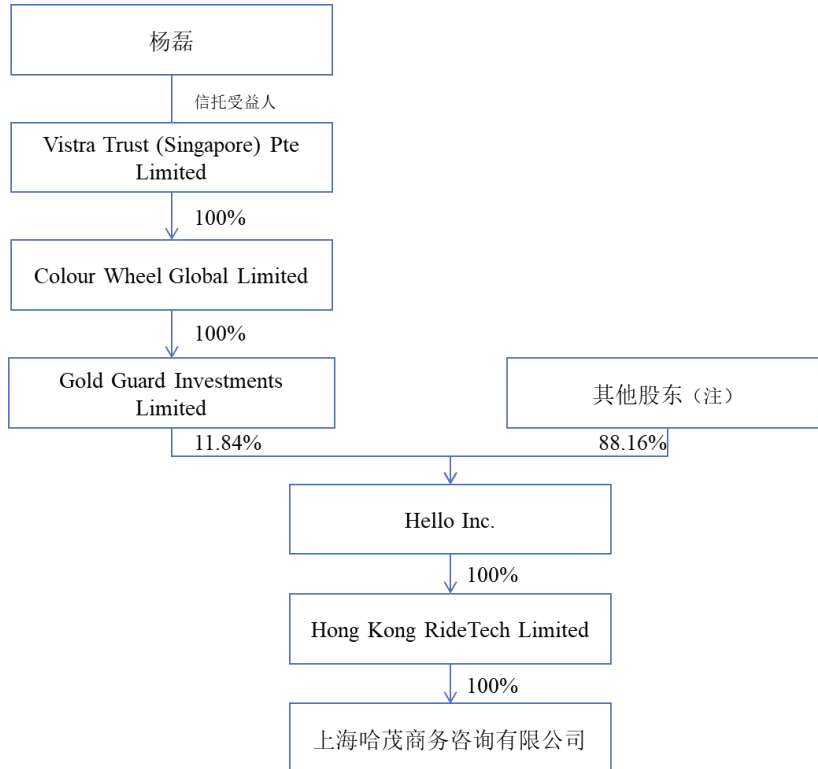 杨磊
信托受益人
Vistra Trust (Singapore) Pte
Limited
100%
Colour Wheel Global Limited
100%
Gold Guard Investments
Limited
其他股东（注）
11.84%
88.16%
Hello Inc.
100%
Hong Kong RideTech Limited
100%
上海哈茂商务咨询有限公司